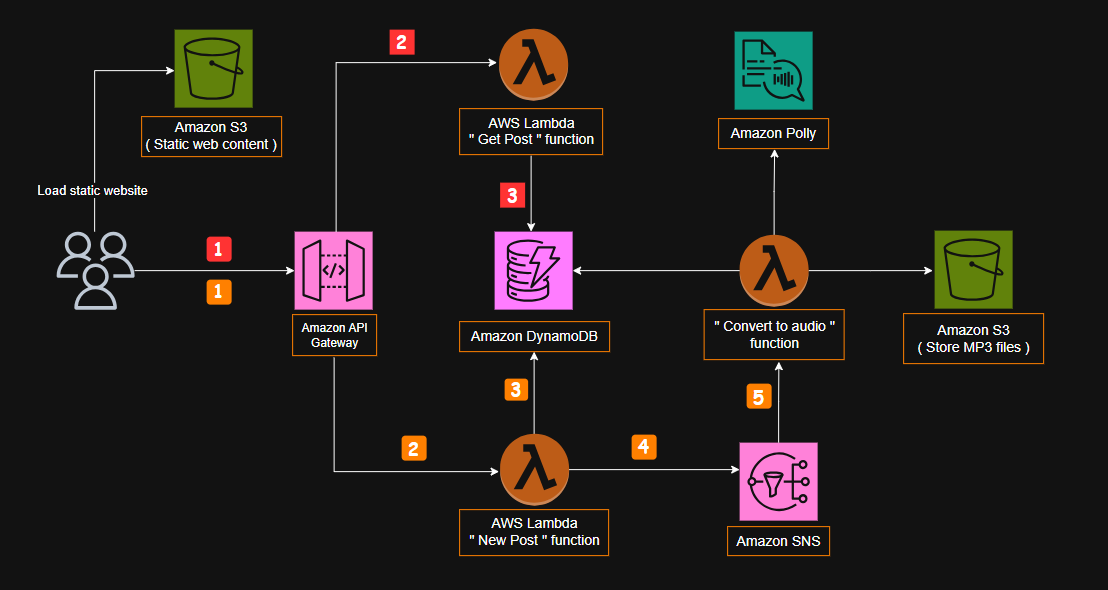 2
Amazon S3
( Static web content )
AWS Lambda
" Get Post " function
Amazon Polly
Load static website
3
1
1
</>
Amazon API
Gateway
Amazon DynamoDB
" Convert to audio "
function
Amazon S3
( Store MP3 files )
3
5
2
4
AWS Lambda
" New Post " function
Amazon SNS